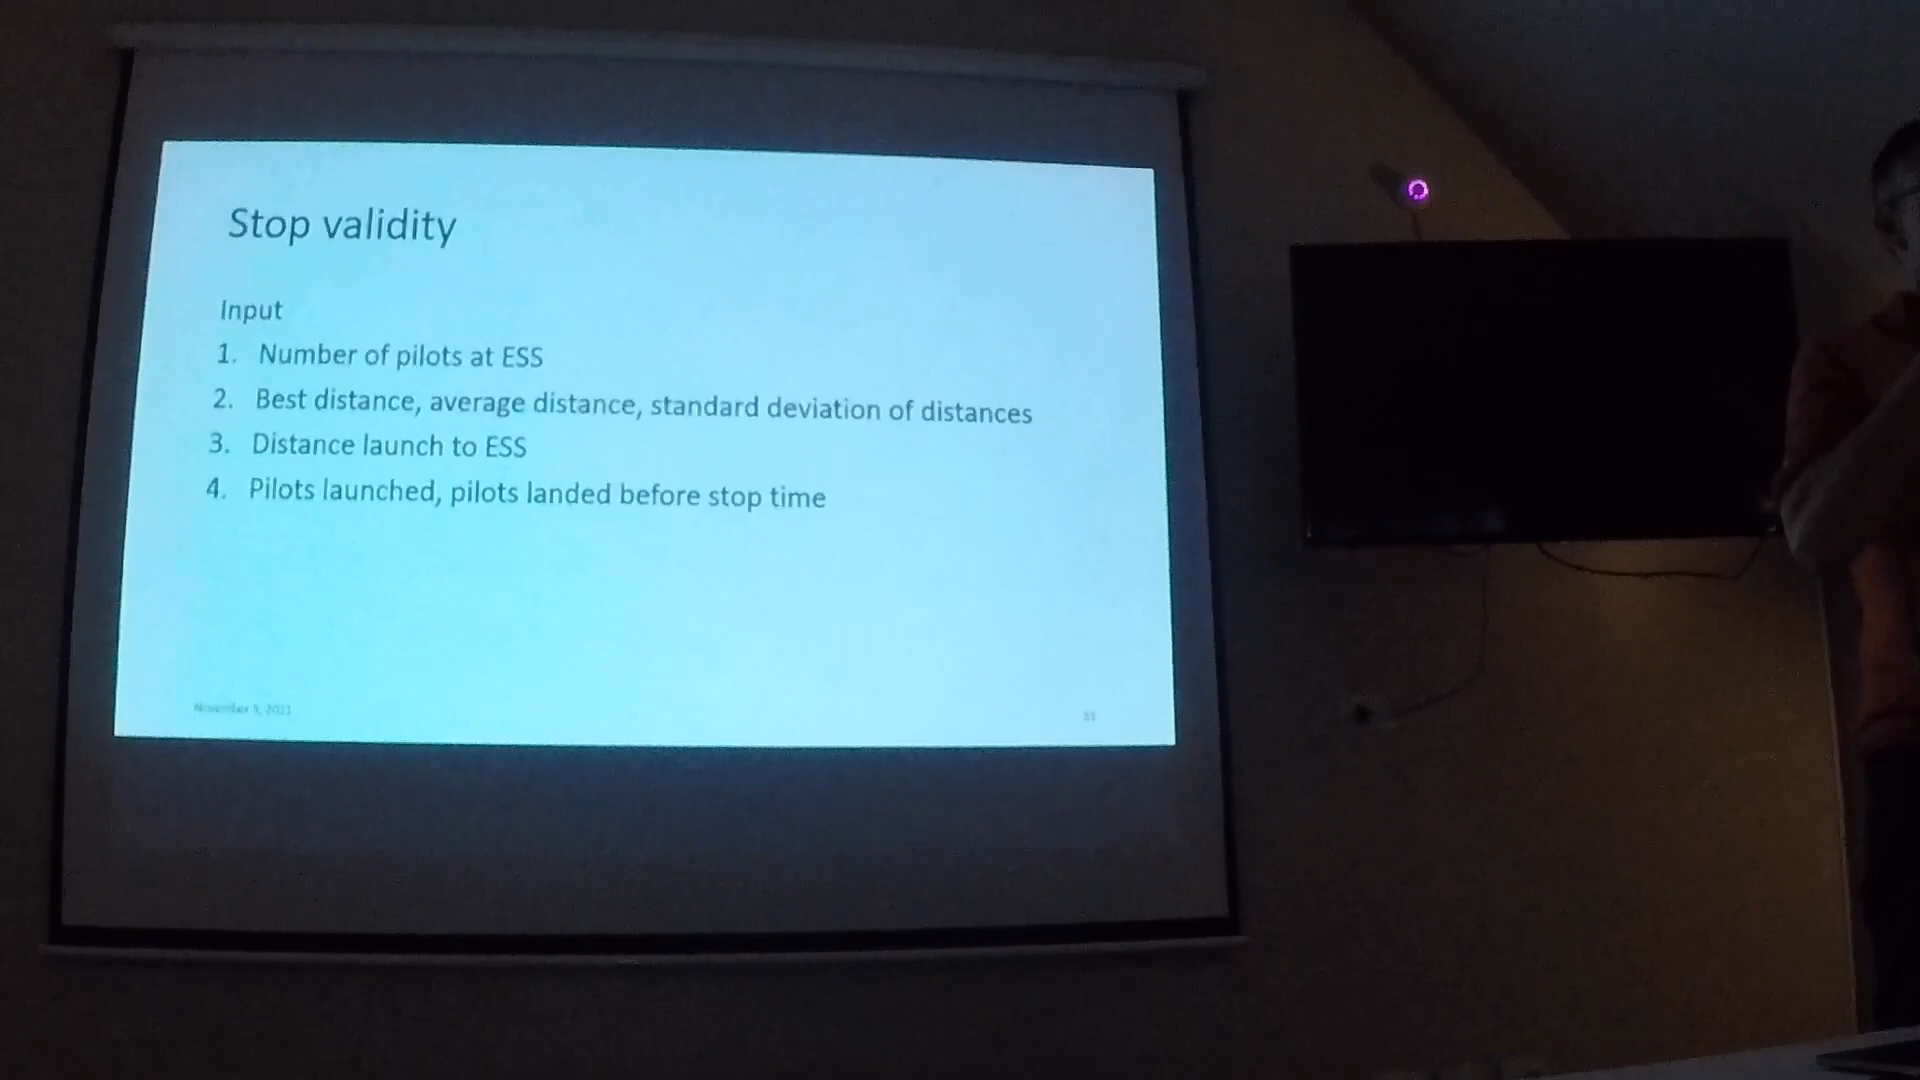 Stop validity
Input
1. Number of pilots at ESS
2. Best distance, average distance, standard deviation of distances
3. Distance launch to ESS
4. Pilots launched, pilots landed before stop time
November